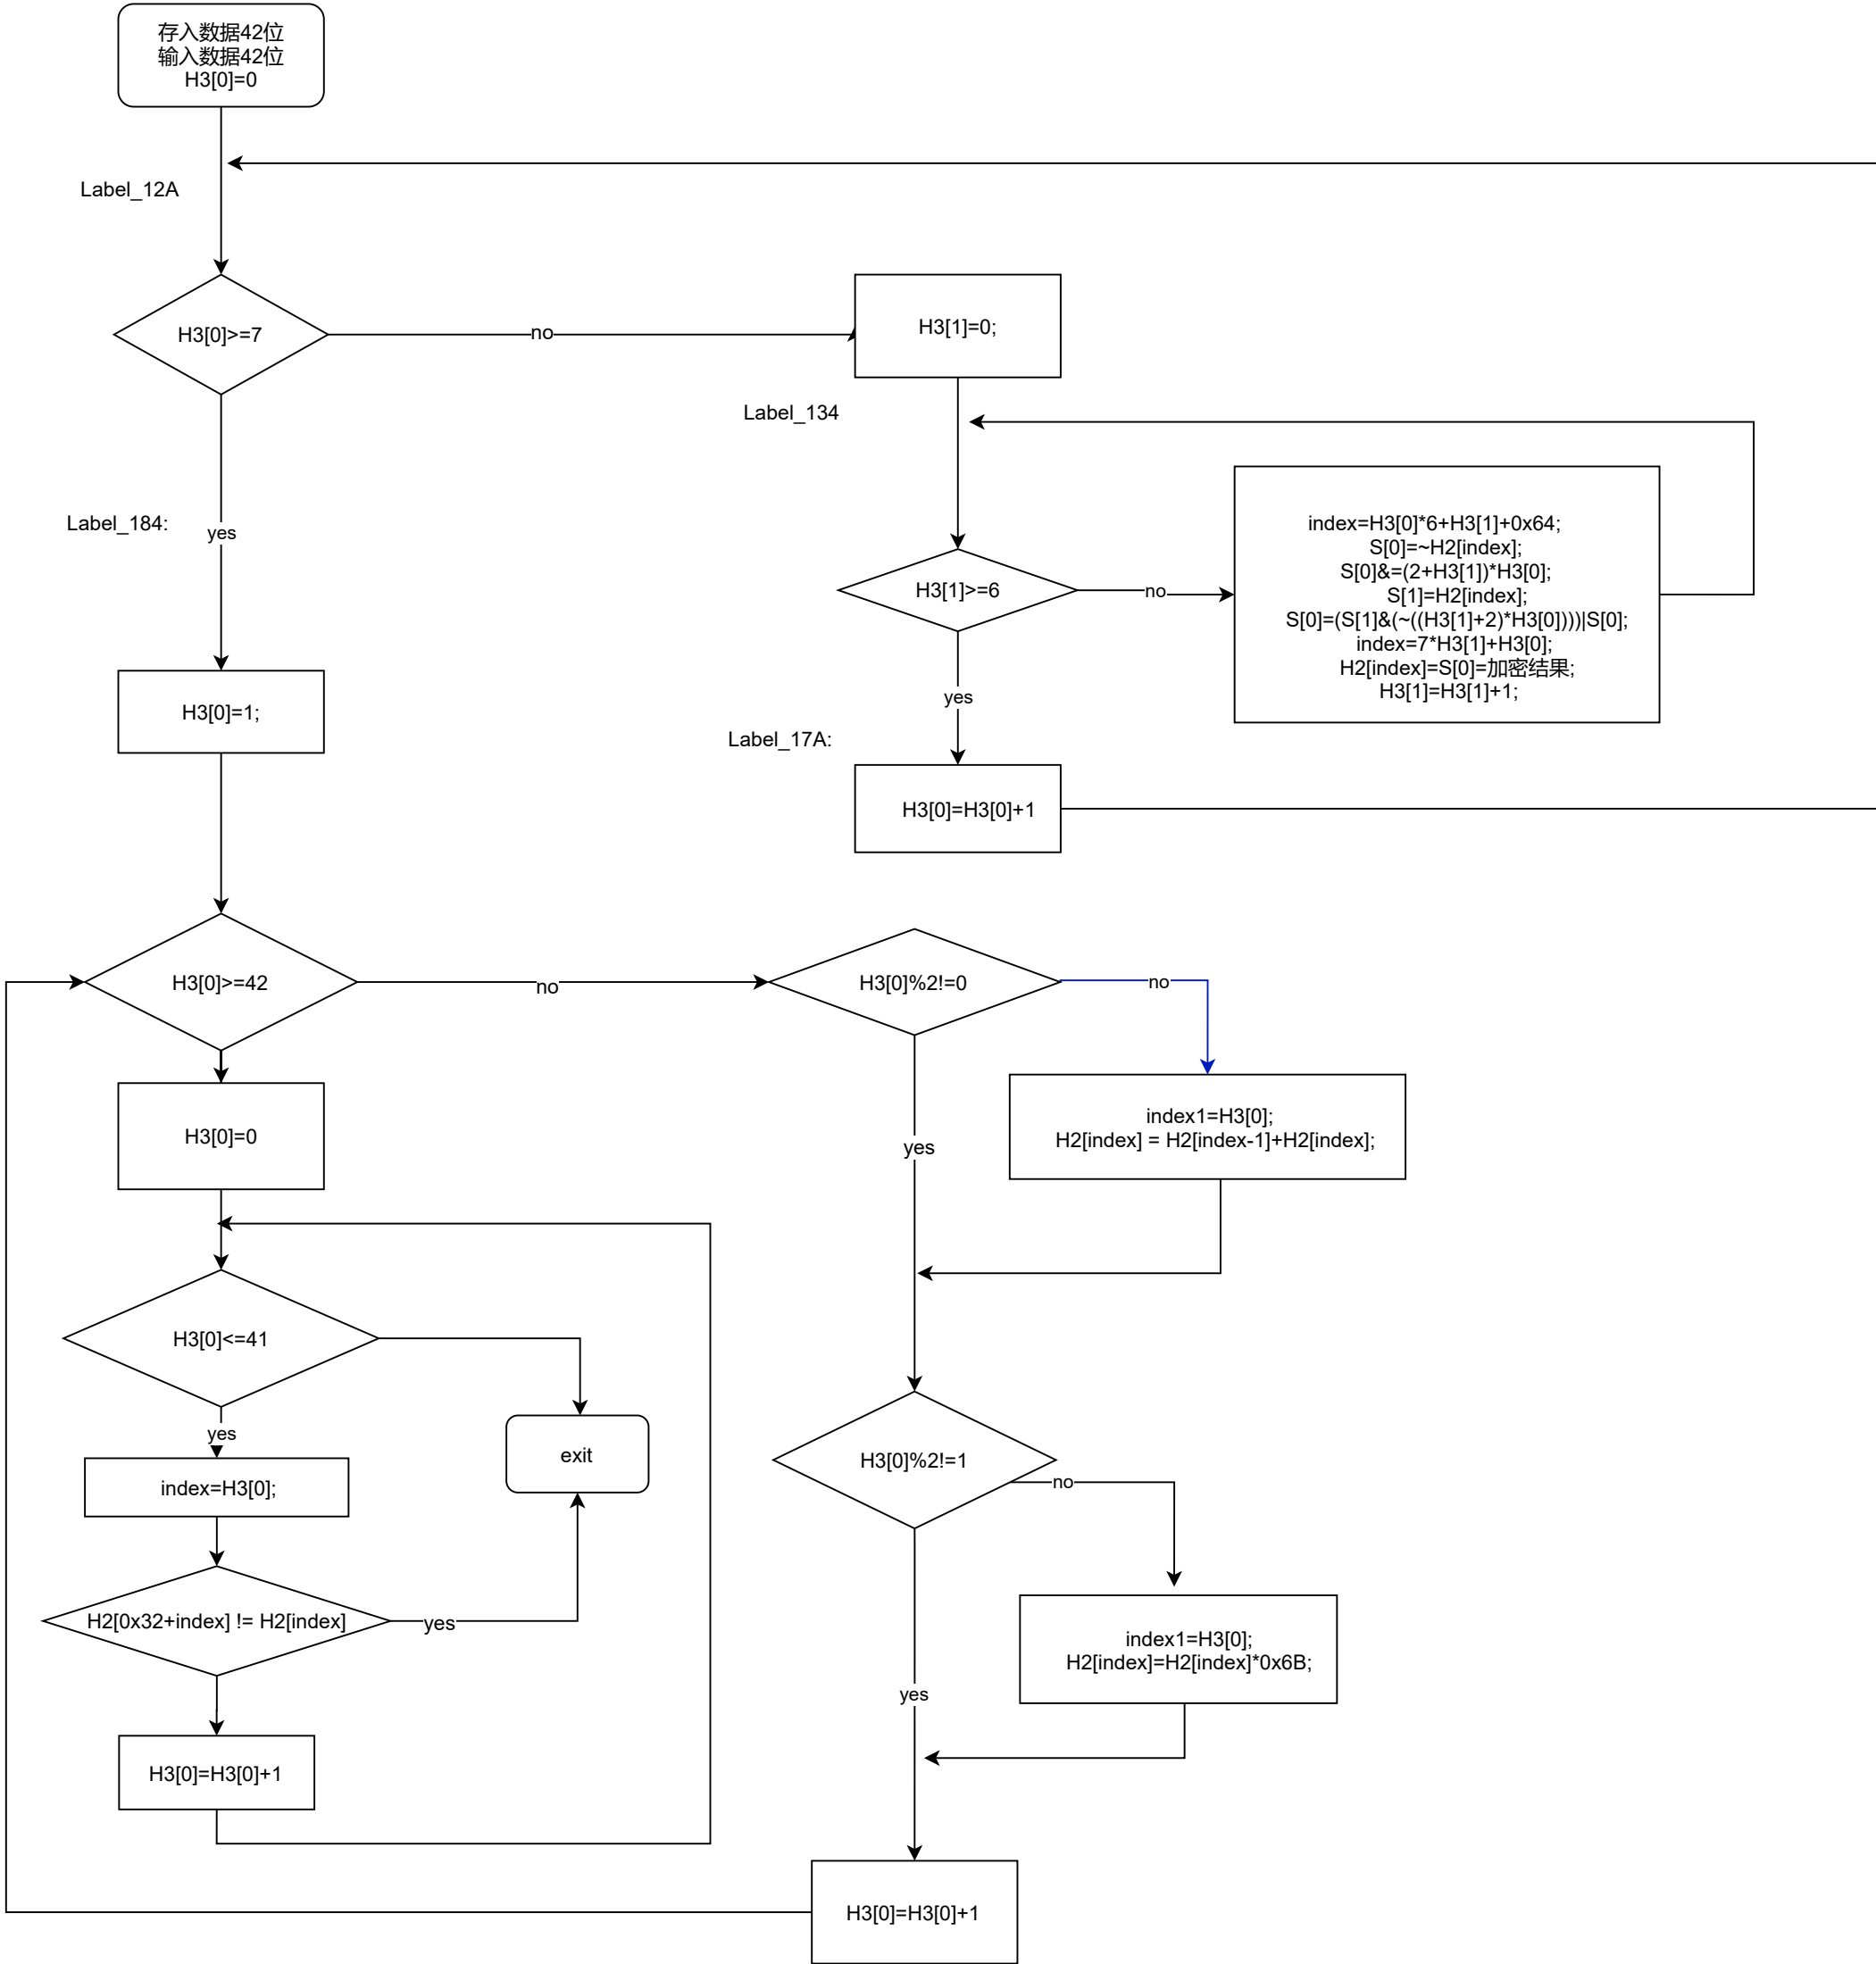 存入数据42位
输入数据42位
H3[0]=0
Label_12A
H3[0]>=7
no
H3[1]=0;
Label_134
Label_184:
yes
H3[1]>=6
no
index=H3[0]*6+H3[1]+0x64;
S[0]=~H2[index];
S[0]&=(2+H3[1])*H3[0];
S[1]=H2[index];
S[0]=(S[1]&(~((H3[1]+2)*H3[0])))|S[0];
index=7*H3[1]+H3[0];
H2[index]=S[0]=加密结果;
H3[1]=H3[1]+1;
yes
H3[0]=1;
Label_17A:
H3[0]=H3[0]+1
H3[0]>=42
no
H3[0]%2!=0
no
index1=H3[0];
H2[index] = H2[index-1]+H2[index];
yes
H3[0]=0
H3[0]<=41
yes
exit
index=H3[0];
H3[0]%2!=1
no
H2[0x32+index] != H2[index]
yes
index1=H3[0];
H2[index]=H2[index]*0x6B;
yes
H3[0]=H3[0]+1
H3[0]=H3[0]+1